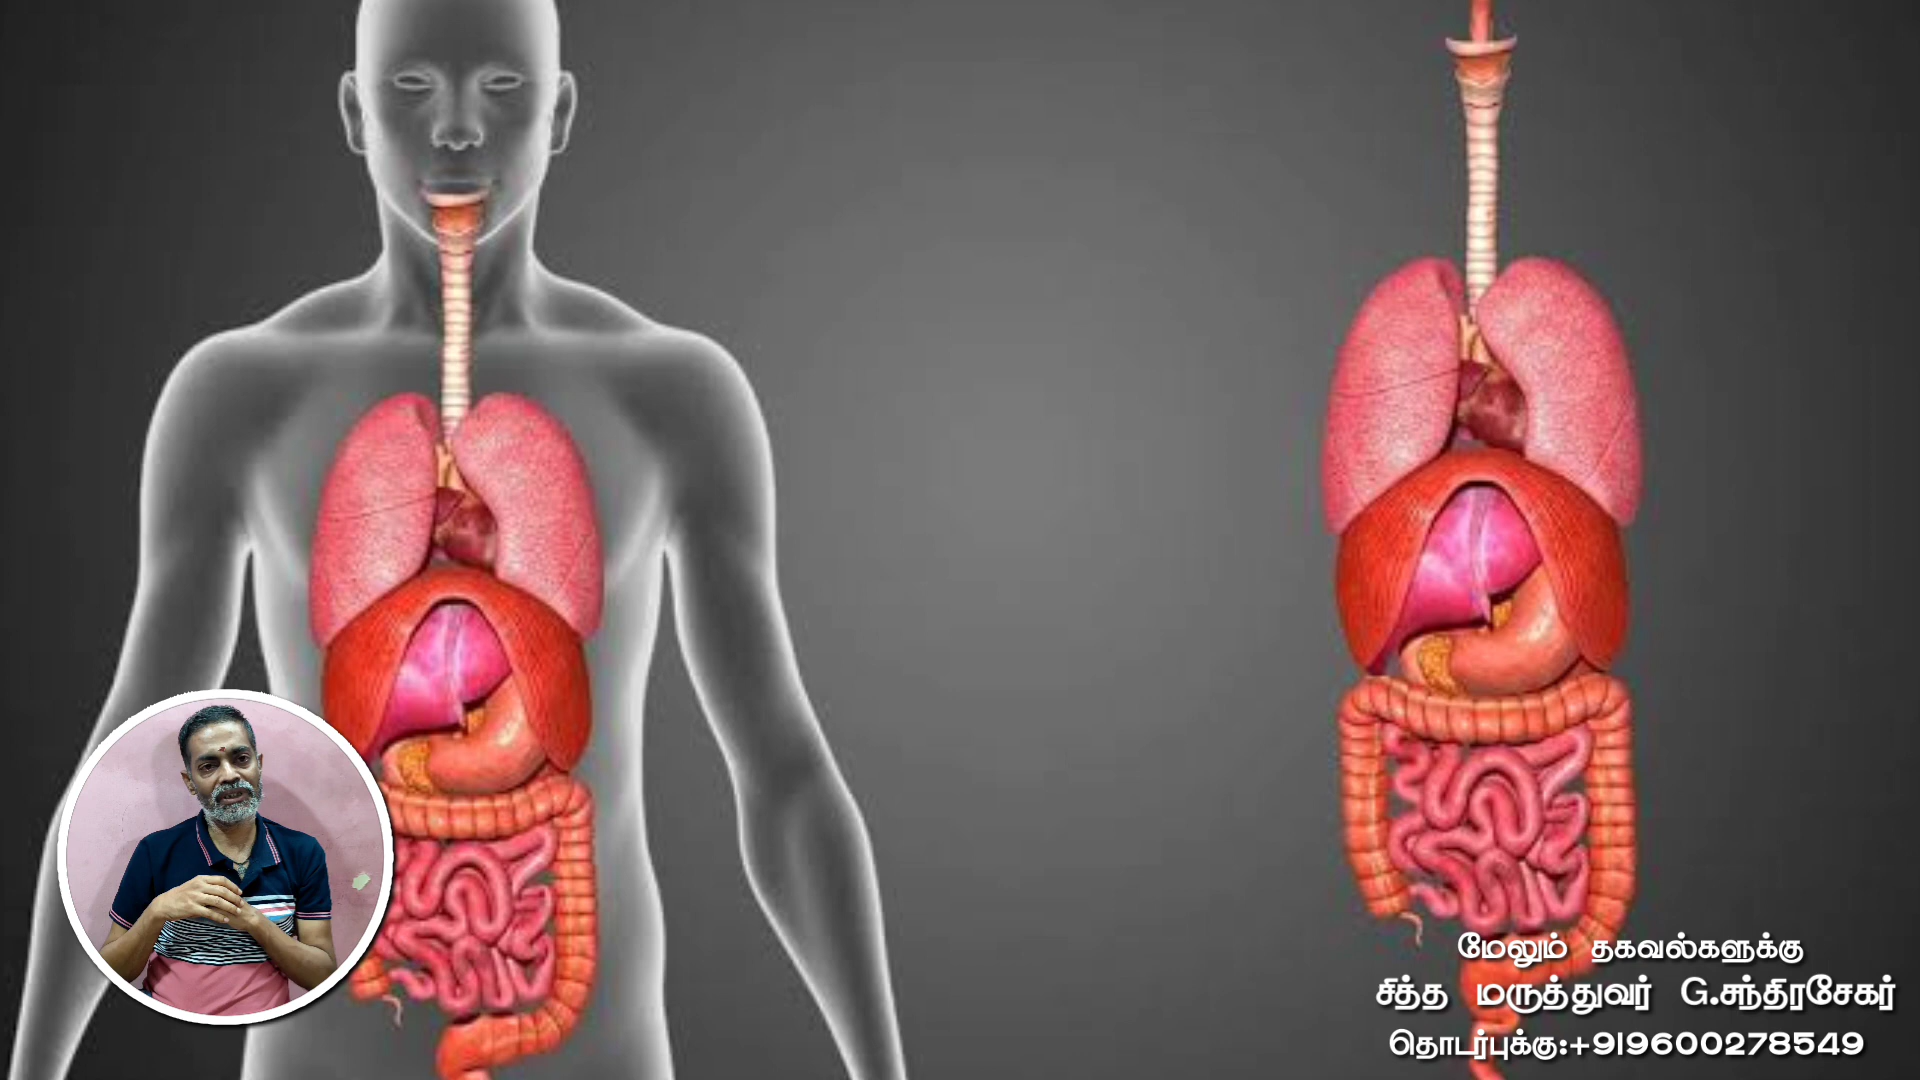 மேலும் தகவல்களுக்கு
சித்த மருத்துவர் G.சந்திரசேகர்
தொடர்புக்கு:+919600278549